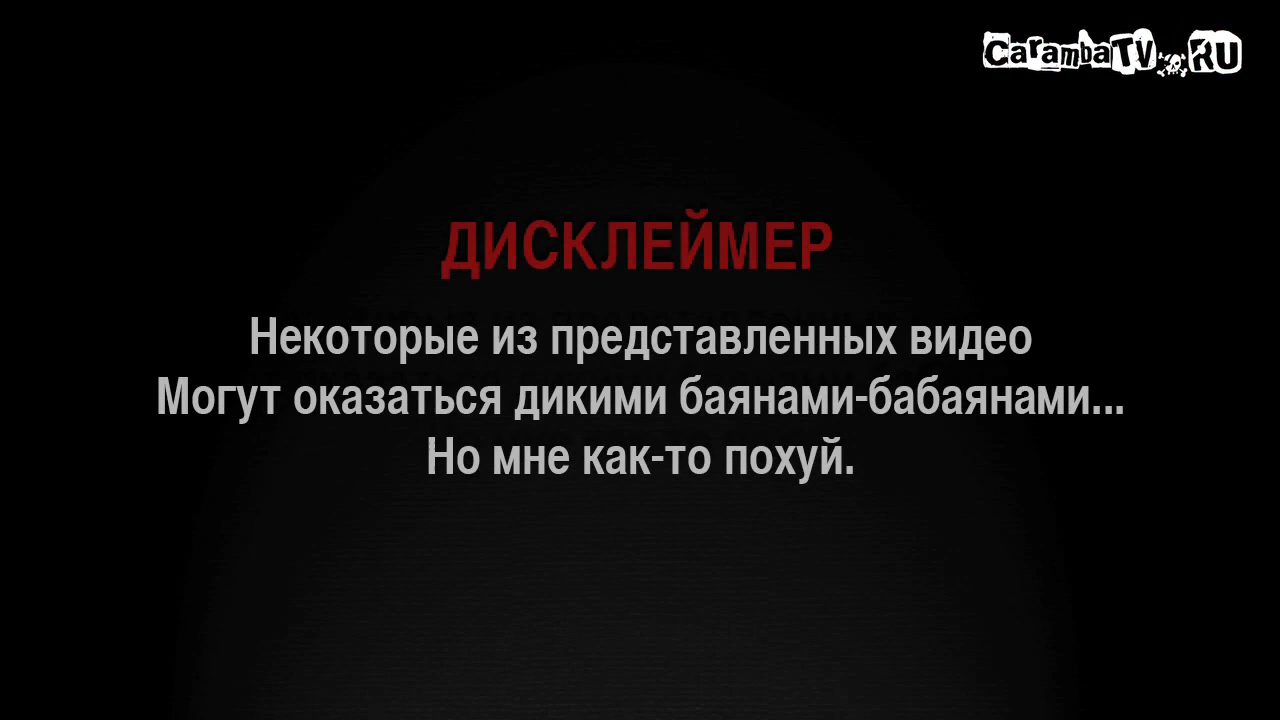 CarambaTV.RU
ДИСКЛЕЙМЕР
Некоторые из представленных видео
Могут оказаться дикими баянами-бабаянами...
Но мне как-то похуй.